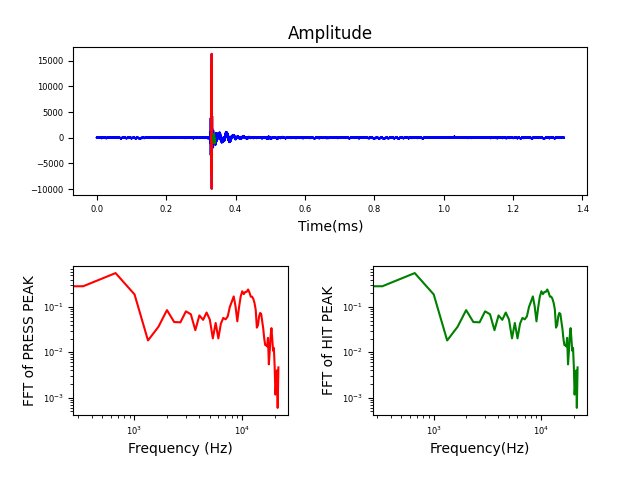 Amplitude
15000
10000
5000
0
−5000
−10000
0.0 0.2 0.4 0.6 0.8 1.0 1.2 1.4
Time(ms)
FFT of PRESS PEAK
10⁻¹
10⁻²
10⁻³
10³ 10⁴
Frequency (Hz)
FFT of HIT PEAK
10⁻¹
10⁻²
10⁻³
10³ 10⁴
Frequency(Hz)